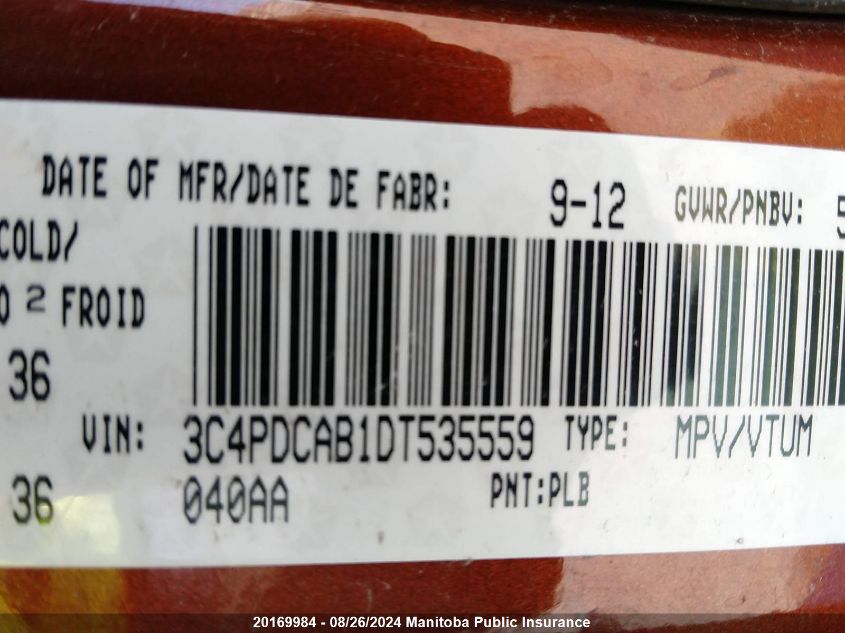 DATE OF MFR/DATE DE FABR: 9-12 GVWR/PNBV: 5
COLD/
O 2 FROID
36
VIN: 3C4PDCAB1DT535559 TYPE: MPV/VTUM
36 040AA PNT:PLB
20169984 - 08/26/2024 Manitoba Public Insurance